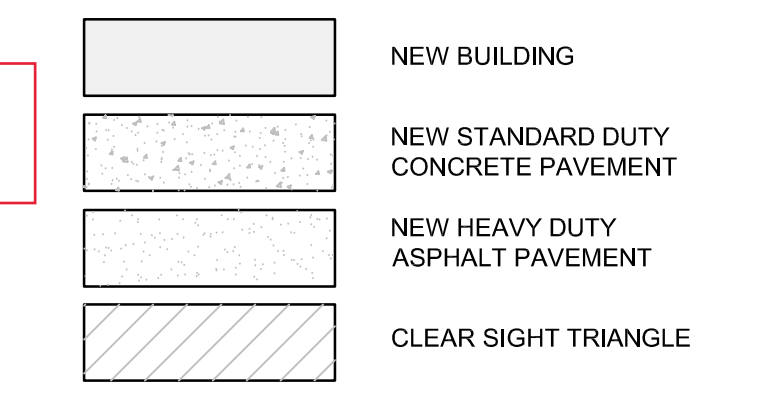 NEW BUILDING
NEW STANDARD DUTY
CONCRETE PAVEMENT
NEW HEAVY DUTY
ASPHALT PAVEMENT
CLEAR SIGHT TRIANGLE